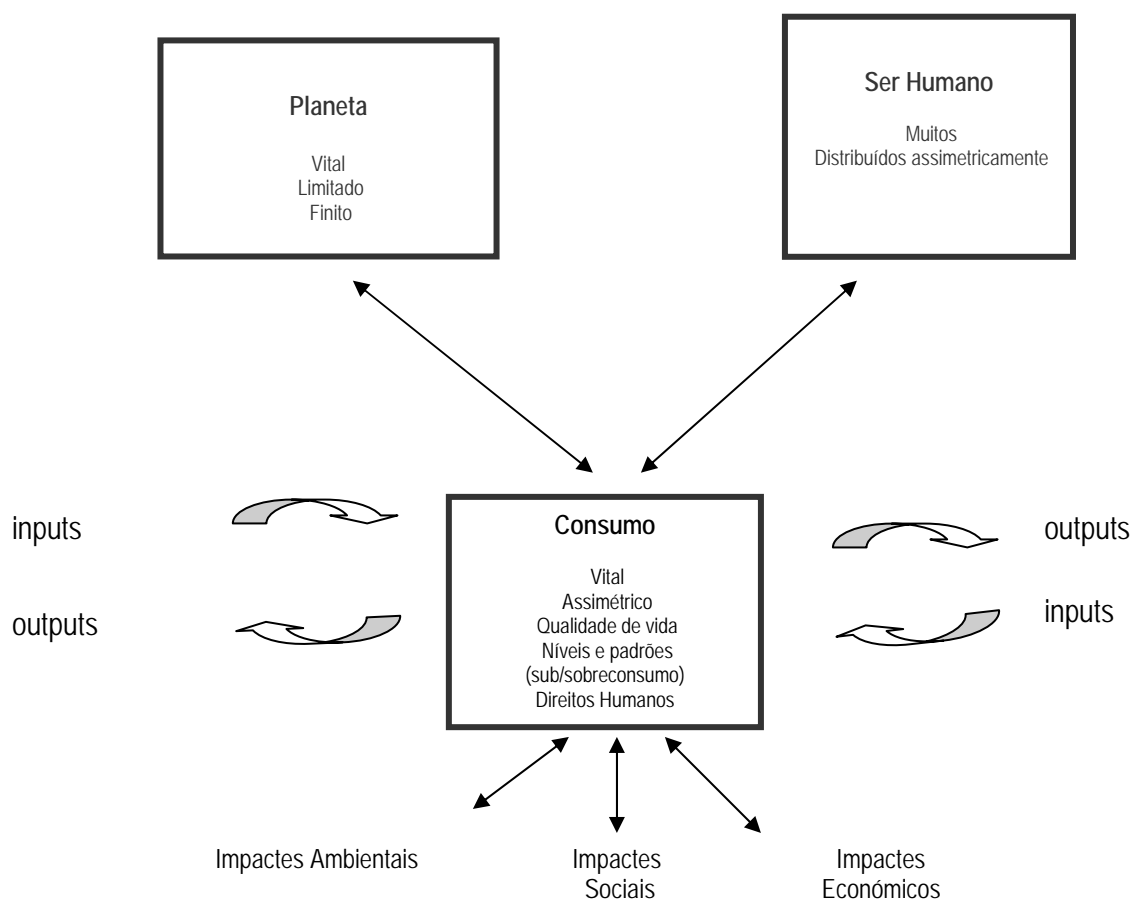 Planeta
Vital
Limitado
Finito
Ser Humano
Muitos
Distribuídos assimetricamente
inputs
outputs
Consumo
Vital
Assimétrico
Qualidade de vida
Níveis e padrões
(sub/sobreconsumo)
Direitos Humanos
outputs
inputs
Impactes Ambientais
Impactes
Sociais
Impactes
Económicos